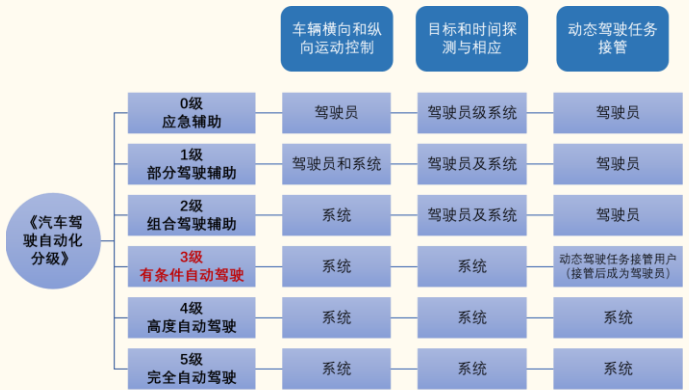 车辆横向和纵
向运动控制
目标和时间探
测与相应
动态驾驶任务
接管
《汽车驾
驶自动化
分级》
0级
应急辅助
驾驶员
驾驶员级系统
驾驶员
1级
部分驾驶辅助
驾驶员和系统
驾驶员及系统
驾驶员
2级
组合驾驶辅助
系统
驾驶员及系统
驾驶员
3级
有条件自动驾驶
系统
系统
动态驾驶任务接管用户
（接管后成为驾驶员）
4级
高度自动驾驶
系统
系统
系统
5级
完全自动驾驶
系统
系统
系统